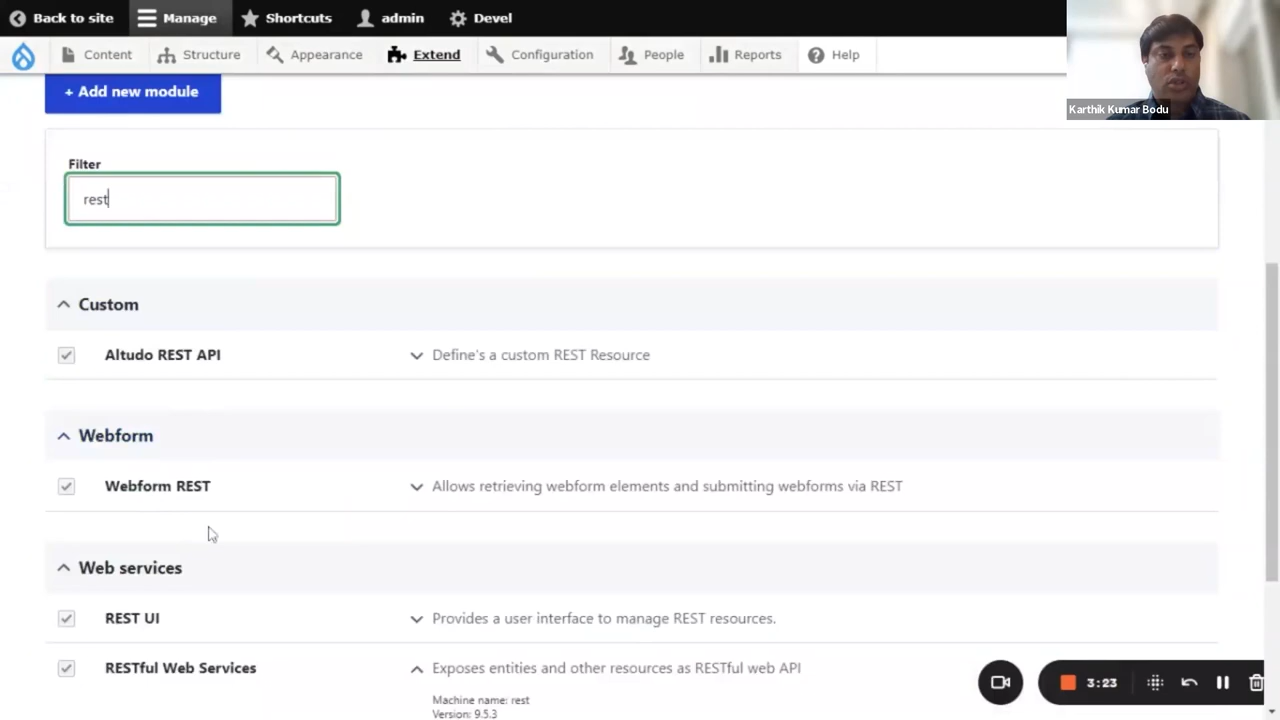 Back to site Manage Shortcuts admin Devel
Content Structure Appearance Extend Configuration People Reports Help
Karthik Kumar Bodu
+ Add new module
Filter
rest
Custom
Altudo REST API Define's a custom REST Resource
Webform
Webform REST Allows retrieving webform elements and submitting webforms via REST
Web services
REST UI Provides a user interface to manage REST resources.
RESTful Web Services Exposes entities and other resources as RESTful web API
3:23
Machine name: rest
Version: 9.5.3